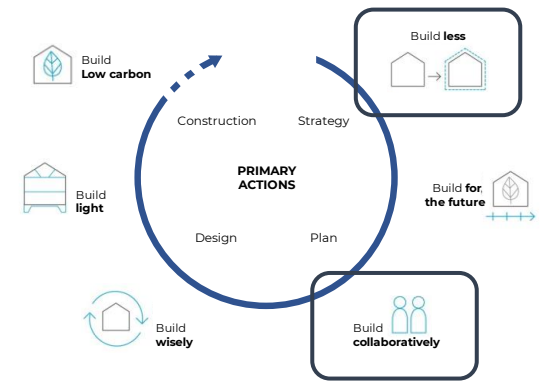 Build less
Build
Low carbon
Construction
Strategy
PRIMARY
ACTIONS
Build for
the future
Build
light
Design
Plan
Build
wisely
Build
collaboratively